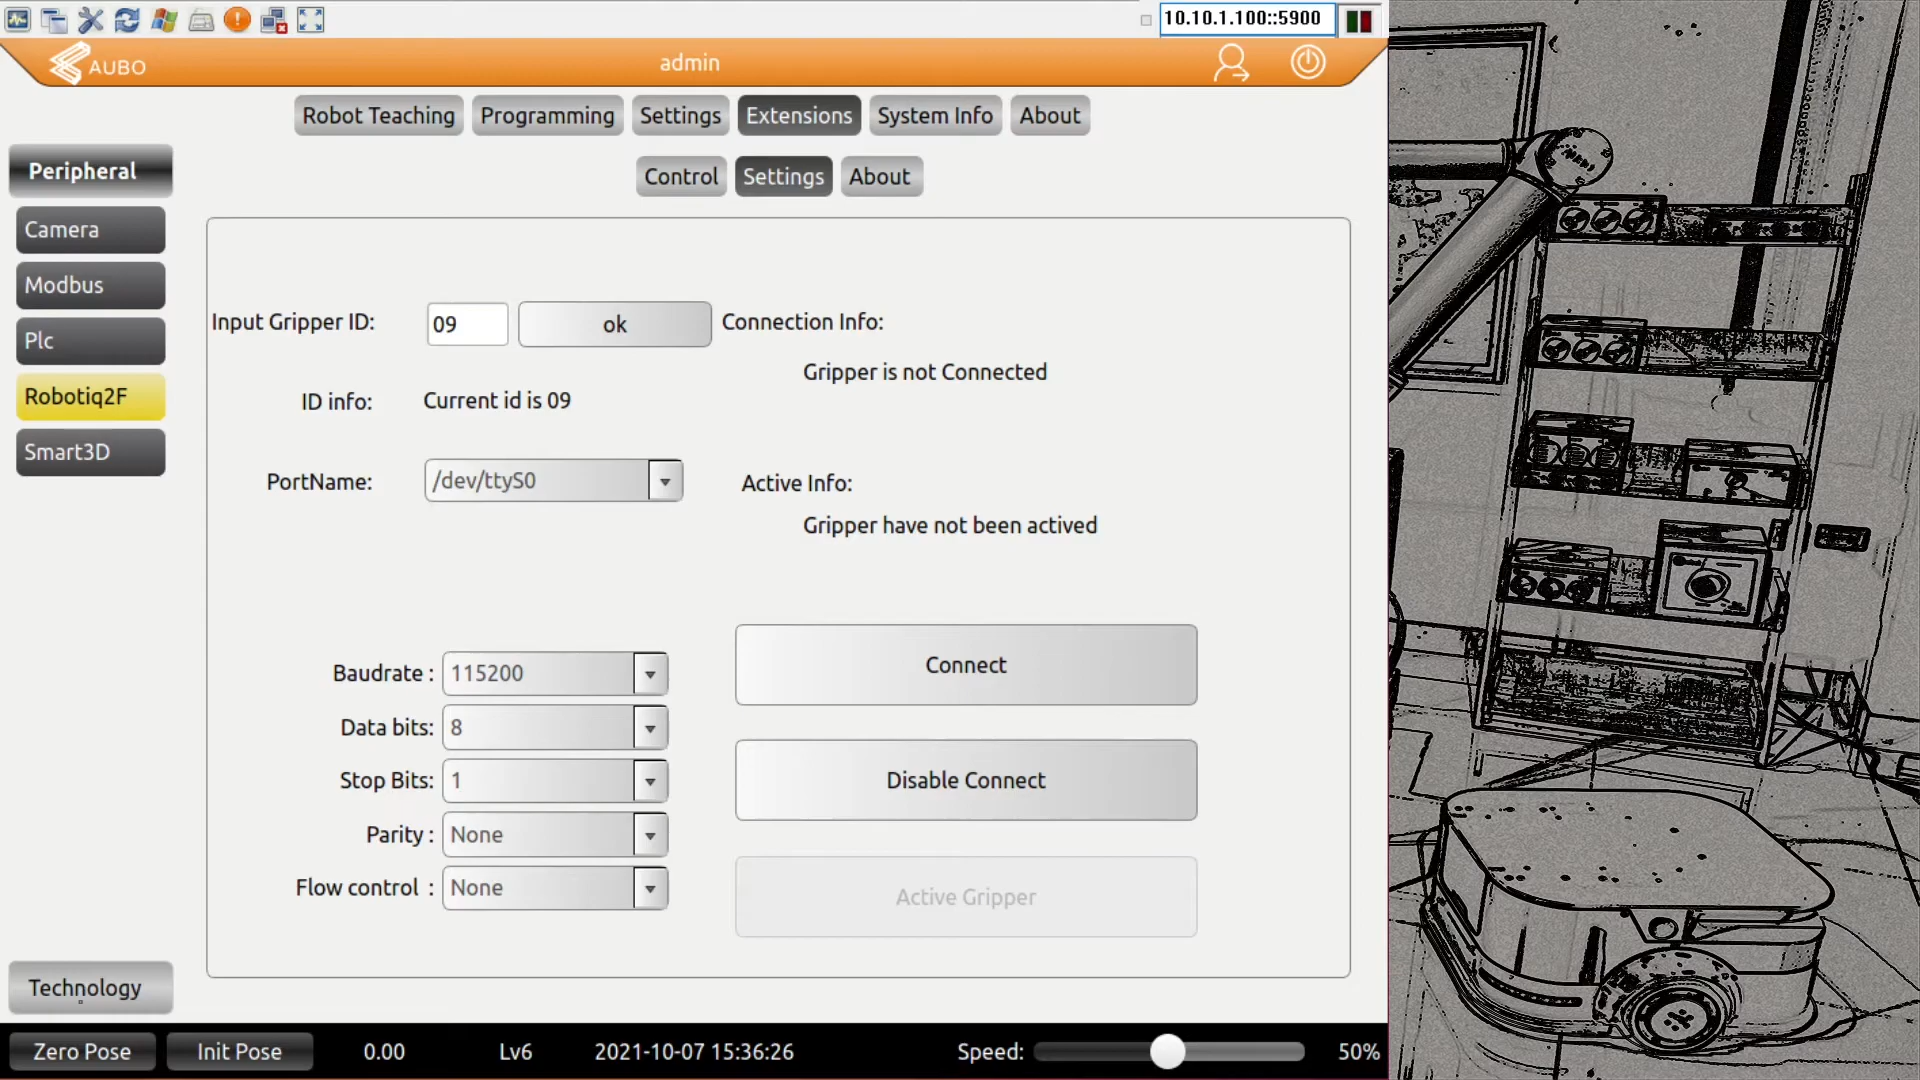 10.10.1.100::5900
AUBO
admin
Robot Teaching
Programming
Settings
Extensions
System Info
About
Peripheral
Control
Settings
About
Camera
Modbus
Plc
Robotiq2F
Smart3D
Input Gripper ID:
09
ok
Connection Info:
Gripper is not Connected
ID info:
Current id is 09
PortName:
/dev/ttyS0
Active Info:
Gripper have not been actived
Baudrate :
115200
Data bits:
8
Stop Bits:
1
Parity :
None
Flow control :
None
Connect
Disable Connect
Active Gripper
Technology
Zero Pose
Init Pose
0.00
Lv6
2021-10-07 15:36:26
Speed:
50%